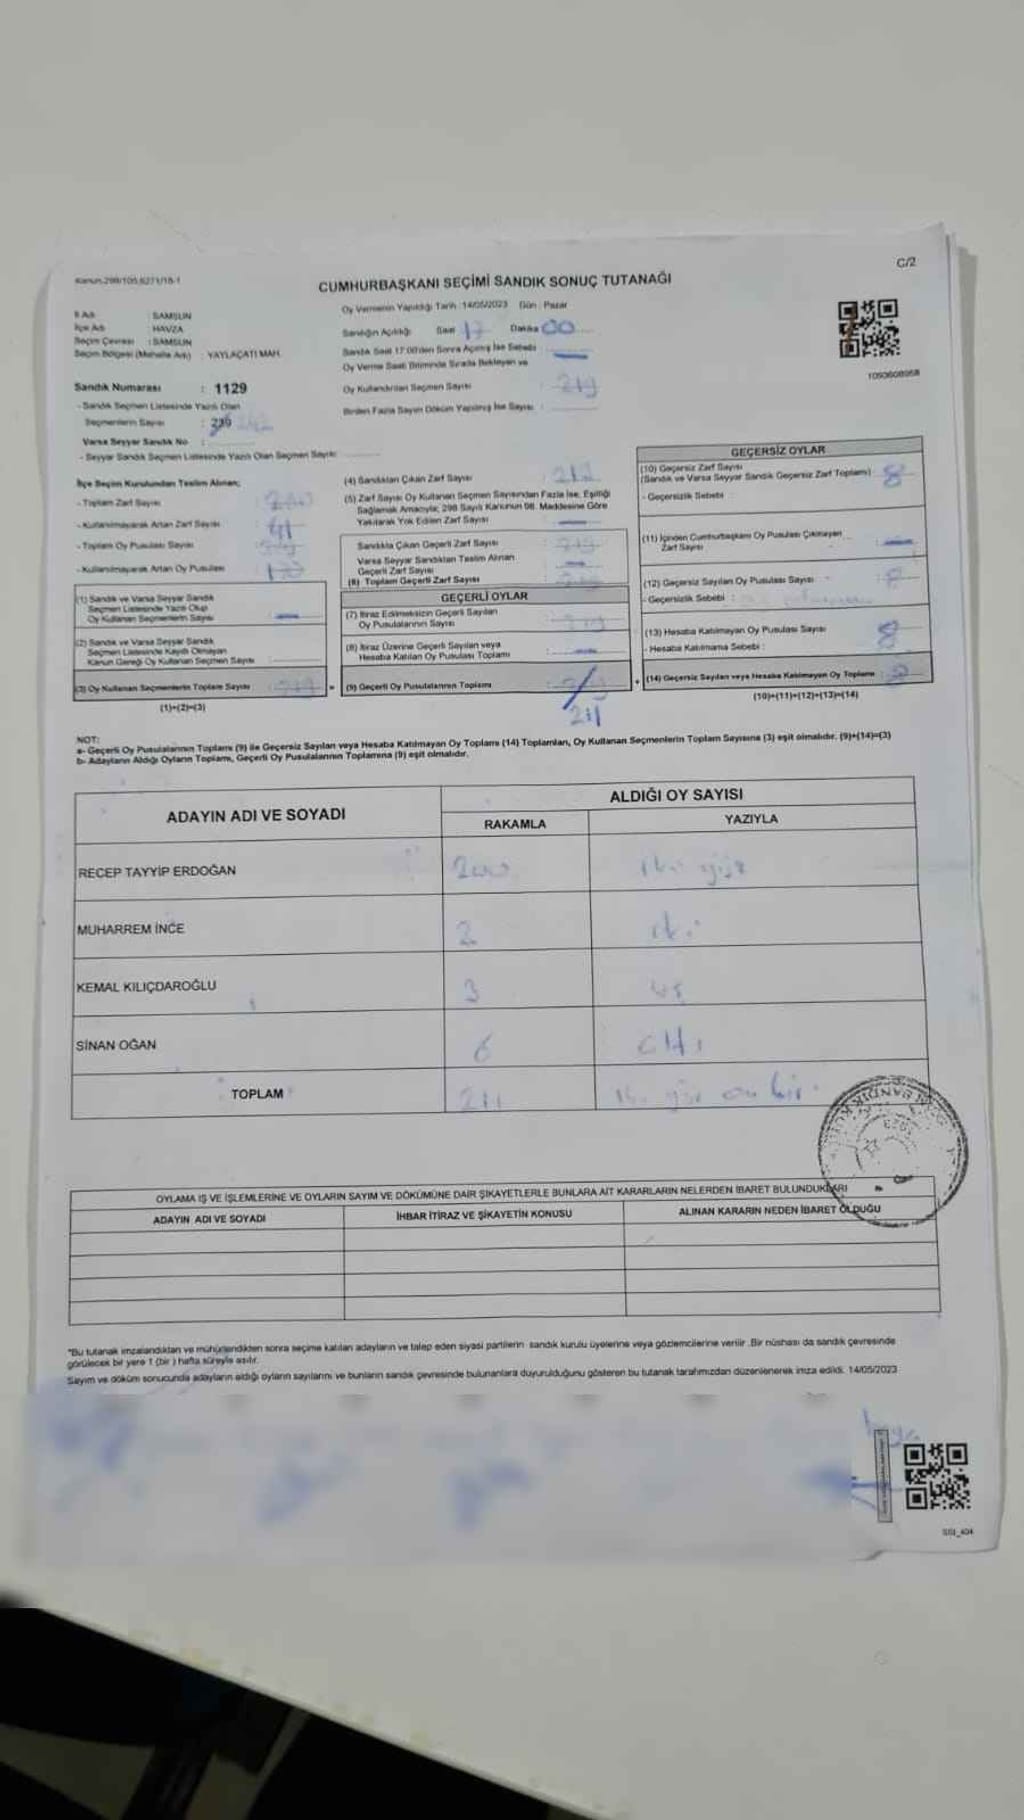 Kanun:298/105,6271/18-1
C/2
CUMHURBAŞKANI SEÇİMİ SANDIK SONUÇ TUTANAĞI
İl Adı : SAMSUN
İlçe Adı : HAVZA
Seçim Çevresi : SAMSUN
Seçim Bölgesi (Mahalle Adı) : YAYLAÇATI MAH.
Sandık Numarası : 1129
- Sandık Seçmen Listesinde Yazılı Olan
Seçmenlerin Sayısı : 239
Varsa Seyyar Sandık No :
- Seyyar Sandık Seçmen Listesinde Yazılı Olan Seçmen Sayısı
Oy Vermenin Yapıldığı Tarih :14/05/2023 Gün : Pazar
Sandığın Açıldığı Saat 17 Dakika 00
Sandık Saat 17:00'den Sonra Açılmış İse Sebebi
Oy Verme Saati Bitiminde Sırada Bekleyen ve
Oy Kullandırılan Seçmen Sayısı : 219
Birden Fazla Sayım Döküm Yapılmış İse Sayısı :
1093608958
İlçe Seçim Kurulundan Teslim Alınan;
- Toplam Zarf Sayısı
- Kullanılmayarak Artan Zarf Sayısı : 41
- Toplam Oy Pusulası Sayısı
- Kullanılmayarak Artan Oy Pusulası
(1) Sandık ve Varsa Seyyar Sandık
Seçmen Listesinde Yazılı Olup
Oy Kullanan Seçmenlerin Sayısı :
(2) Sandık ve Varsa Seyyar Sandık
Seçmen Listesinde Kayıtlı Olmayan
Kanun Gereği Oy Kullanan Seçmen Sayısı
(3) Oy Kullanan Seçmenlerin Toplam Sayısı : 219
(1)+(2)=(3)
(4) Sandıktan Çıkan Zarf Sayısı
(5) Zarf Sayısı Oy Kullanan Seçmen Sayısından Fazla İse, Eşitliği
Sağlamak Amacıyla; 298 Sayılı Kanunun 98. Maddesine Göre
Yakılarak Yok Edilen Zarf Sayısı
Sandıkta Çıkan Geçerli Zarf Sayısı : 219
Varsa Seyyar Sandıktan Teslim Alınan
Geçerli Zarf Sayısı
(6) Toplam Geçerli Zarf Sayısı
GEÇERLİ OYLAR
(7) İtiraz Edilmeksizin Geçerli Sayılan
Oy Pusulalarının Sayısı : 219
(8) İtiraz Üzerine Geçerli Sayılan veya
Hesaba Katılan Oy Pusulası Toplamı
(9) Geçerli Oy Pusulalarının Toplamı :
211
GEÇERSİZ OYLAR
(10) Geçersiz Zarf Sayısı
(Sandık ve Varsa Seyyar Sandık Geçersiz Zarf Toplamı) : 8
- Geçersizlik Sebebi :
(11) İçinden Cumhurbaşkanı Oy Pusulası Çıkmayan
Zarf Sayısı
(12) Geçersiz Sayılan Oy Pusulası Sayısı : 8
- Geçersizlik Sebebi :
(13) Hesaba Katılmayan Oy Pusulası Sayısı : 8
- Hesaba Katılmama Sebebi :
(14) Geçersiz Sayılan veya Hesaba Katılmayan Oy Toplamı : 8
(10)+(11)+(12)+(13)=(14)
NOT:
a- Geçerli Oy Pusulalarının Toplamı (9) ile Geçersiz Sayılan veya Hesaba Katılmayan Oy Toplamı (14) Toplamları, Oy Kullanan Seçmenlerin Toplam Sayısına (3) eşit olmalıdır. (9)+(14)=(3)
b- Adayların Aldığı Oyların Toplamı, Geçerli Oy Pusulalarının Toplamına (9) eşit olmalıdır.
ADAYIN ADI VE SOYADI
ALDIĞI OY SAYISI
RAKAMLA YAZIYLA
RECEP TAYYİP ERDOĞAN 200 iki yüz
MUHARREM İNCE 2 iki
KEMAL KILIÇDAROĞLU 3 üç
SİNAN OĞAN 6 altı
TOPLAM 211 iki yüz on bir
OYLAMA İŞ VE İŞLEMLERİNE VE OYLARIN SAYIM VE DÖKÜMÜNE DAİR ŞİKAYETLERLE BUNLARA AİT KARARLARIN NELERDEN İBARET BULUNDUKLARI
ADAYIN ADI VE SOYADI İHBAR İTİRAZ VE ŞİKAYETİN KONUSU ALINAN KARARIN NEDEN İBARET OLDUĞU
*Bu tutanak imzalandıktan ve mühürlendikten sonra seçime katılan adayların ve talep eden siyasi partilerin sandık kurulu üyelerine veya gözlemcilerine verilir. Bir nüshası da sandık çevresinde
görülecek bir yere 1 (bir) hafta süreyle asılır.
Sayım ve döküm sonucunda adayların aldığı oyların sayılarını ve bunların sandık çevresinde bulunanlara duyurulduğunu gösteren bu tutanak tarafımızdan düzenlenerek imza edildi. 14/05/2023